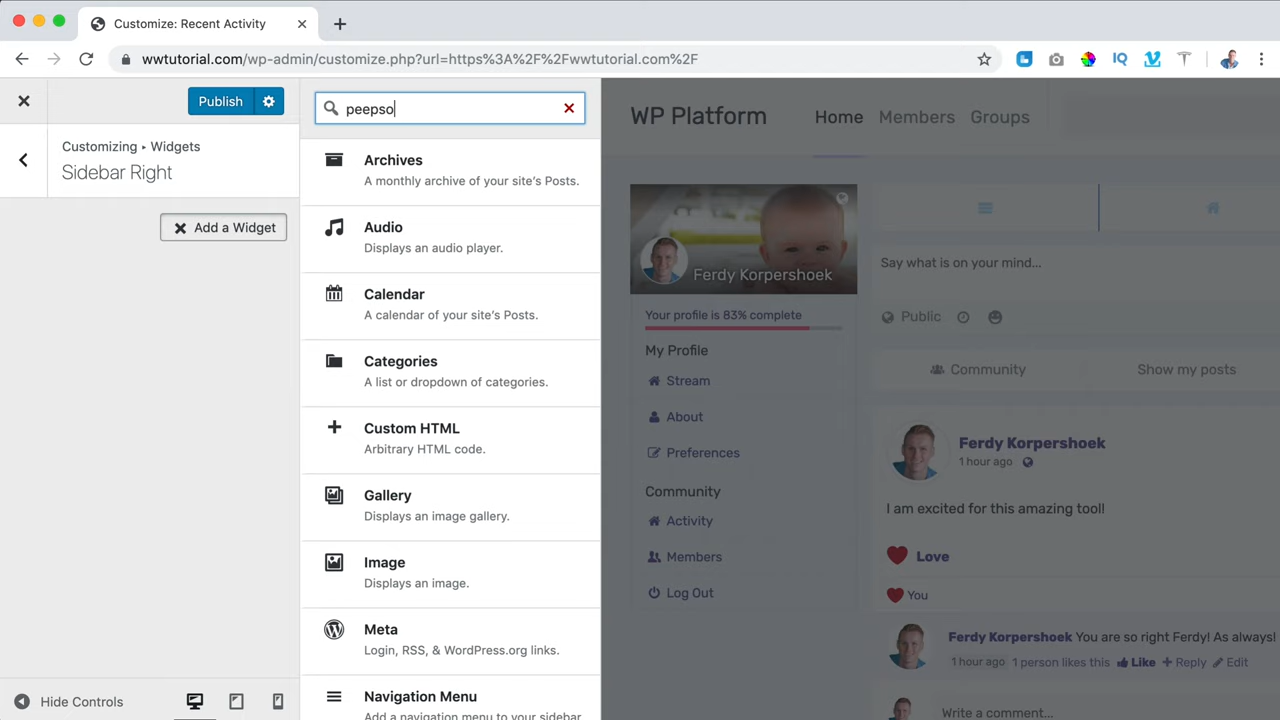 Customize: Recent Activity
wwtutorial.com/wp-admin/customize.php?url=https%3A%2F%2Fwwtutorial.com%2F
IQ
Publish
Customizing ▸ Widgets
Sidebar Right
Add a Widget
peepso
Archives
A monthly archive of your site's Posts.
Audio
Displays an audio player.
Calendar
A calendar of your site's Posts.
Categories
A list or dropdown of categories.
Custom HTML
Arbitrary HTML code.
Gallery
Displays an image gallery.
Image
Displays an image.
Meta
Login, RSS, & WordPress.org links.
Navigation Menu
Add a navigation menu to your sidebar
Hide Controls
WP Platform
Home Members Groups
Ferdy Korpershoek
Your profile is 83% complete
My Profile
Stream
About
Preferences
Community
Activity
Members
Log Out
Say what is on your mind...
Public
Community Show my posts
Ferdy Korpershoek
1 hour ago
I am excited for this amazing tool!
Love
You
Ferdy Korpershoek You are so right Ferdy! As always!
1 hour ago 1 person likes this Like Reply Edit
Write a comment...